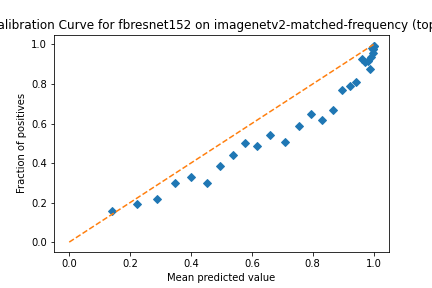 alibration Curve for fbresnet152 on imagenetv2-matched-frequency (top
1.0
0.8
0.6
0.4
0.2
0.0
Fraction of positives
0.0 0.2 0.4 0.6 0.8 1.0
Mean predicted value